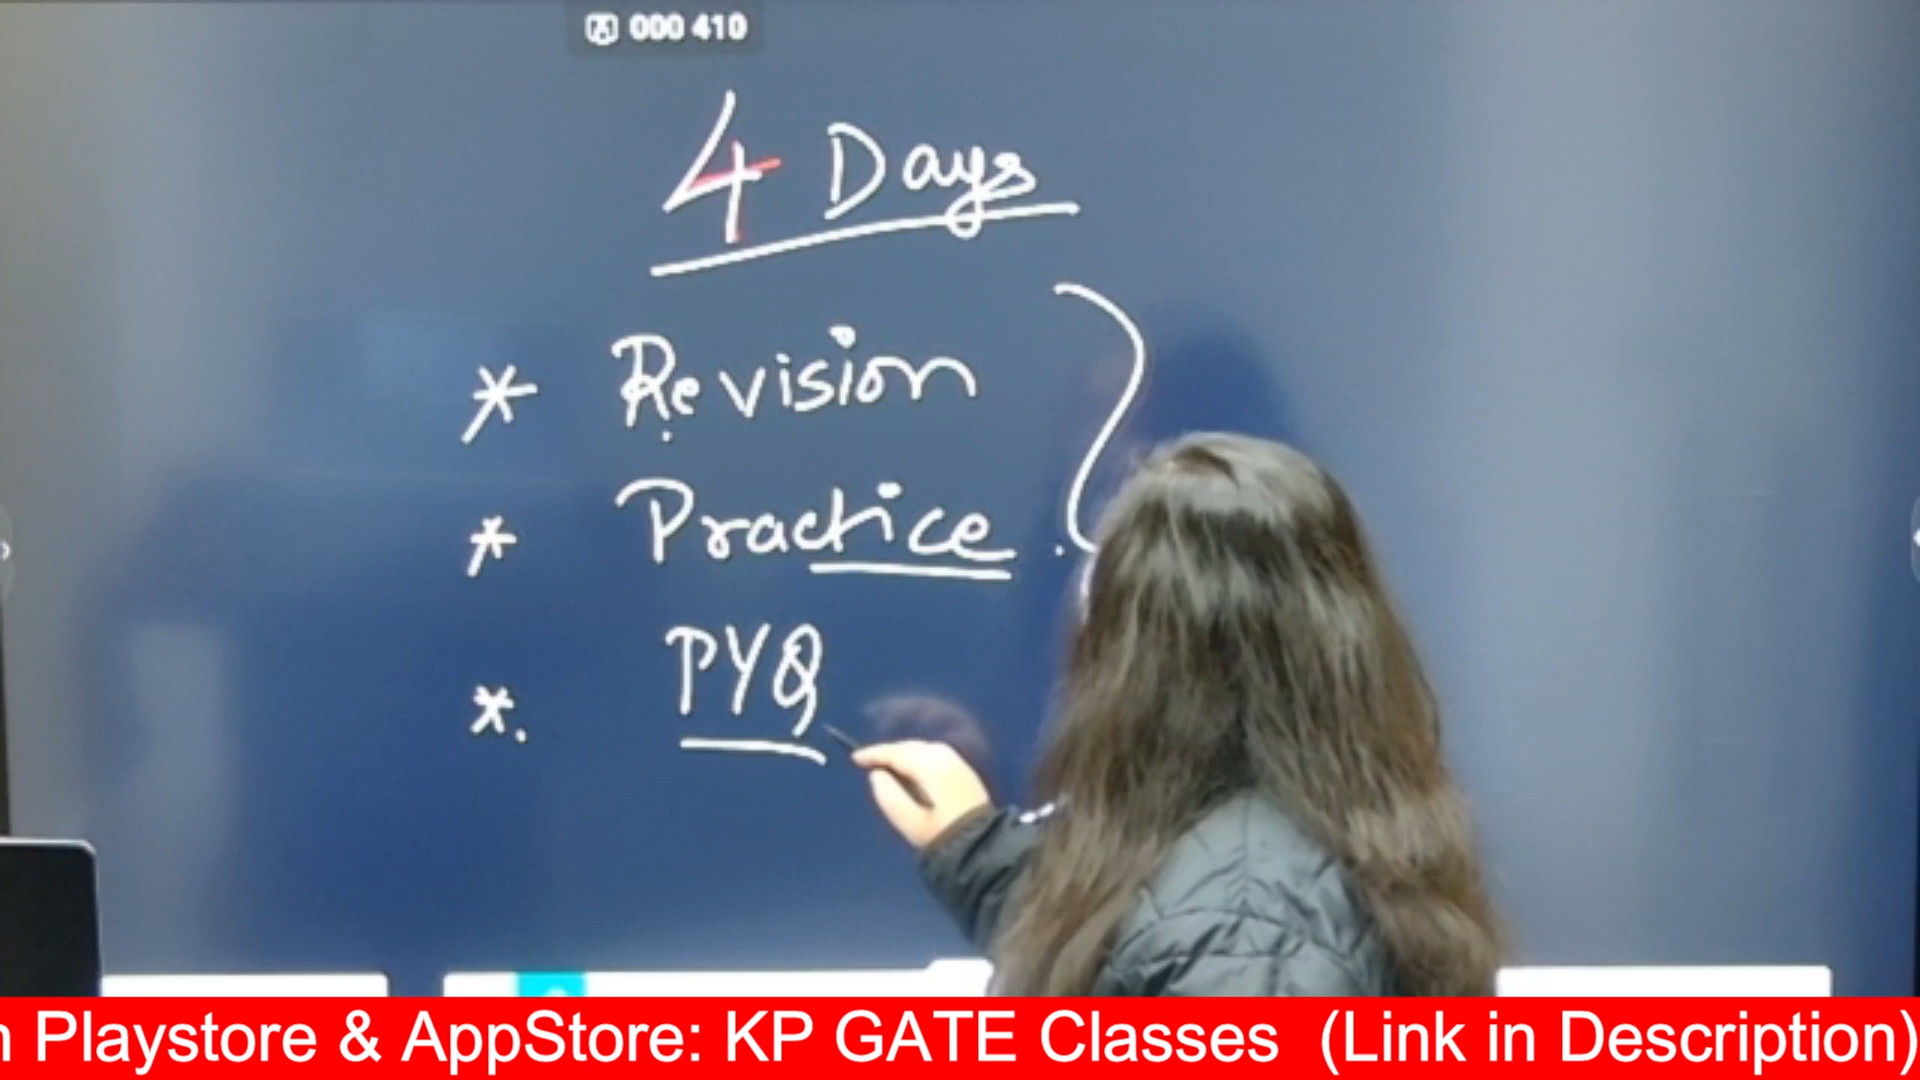 000 410
4 Days
* Revision
* Practice.
*. PYQ
Playstore & AppStore: KP GATE Classes (Link in Description)